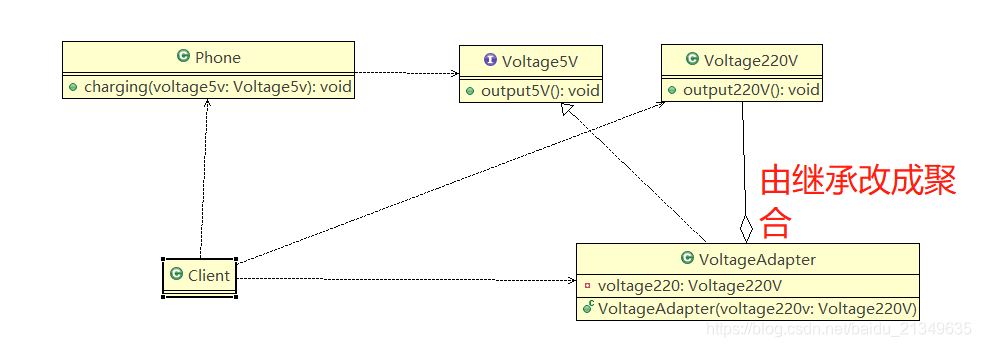 Phone
charging(voltage5v: Voltage5v): void
Voltage5V
output5V(): void
Voltage220V
output220V(): void
由继承改成聚
合
Client
VoltageAdapter
voltage220: Voltage220V
VoltageAdapter(voltage220v: Voltage220V)
https://blog.csdn.net/baidu_21349635